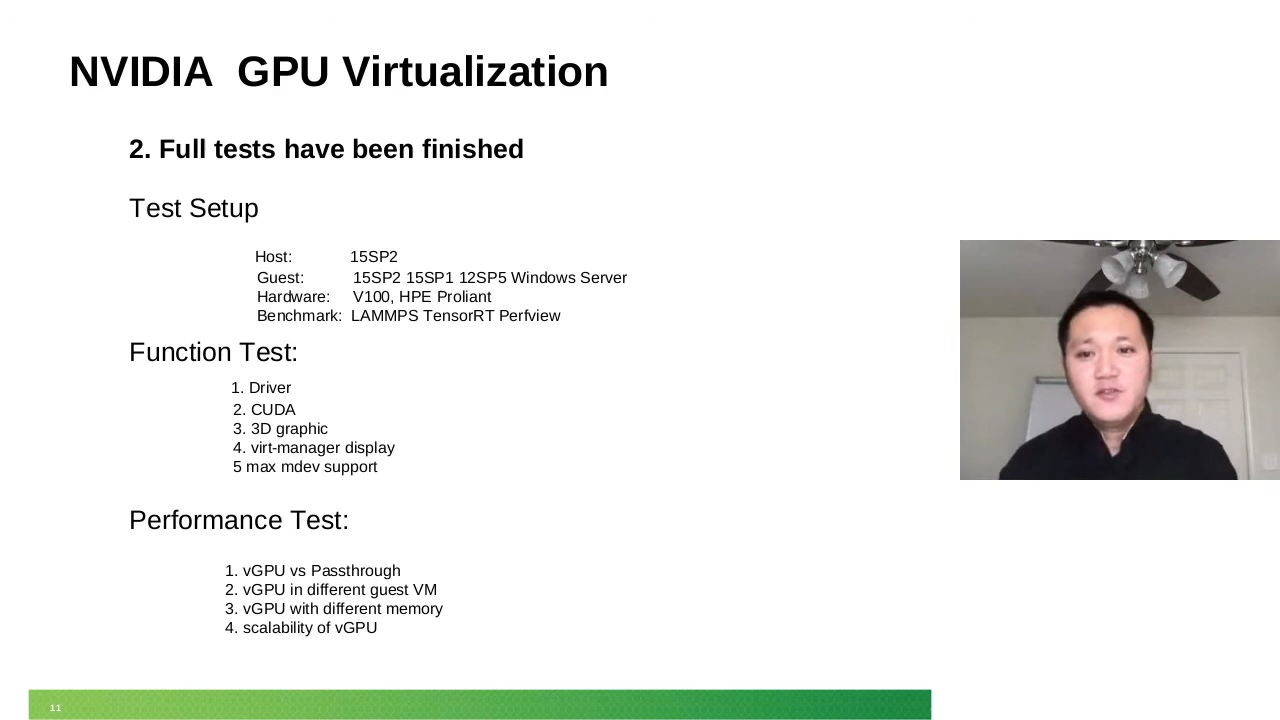 NVIDIA  GPU Virtualization
2. Full tests have been finished
Test Setup
Host: 15SP2
Guest: 15SP2 15SP1 12SP5 Windows Server
Hardware: V100, HPE Proliant
Benchmark: LAMMPS TensorRT Perfview
Function Test:
1. Driver
2. CUDA
3. 3D graphic
4. virt-manager display
5 max mdev support
Performance Test:
1. vGPU vs Passthrough
2. vGPU in different guest VM
3. vGPU with different memory
4. scalability of vGPU
11